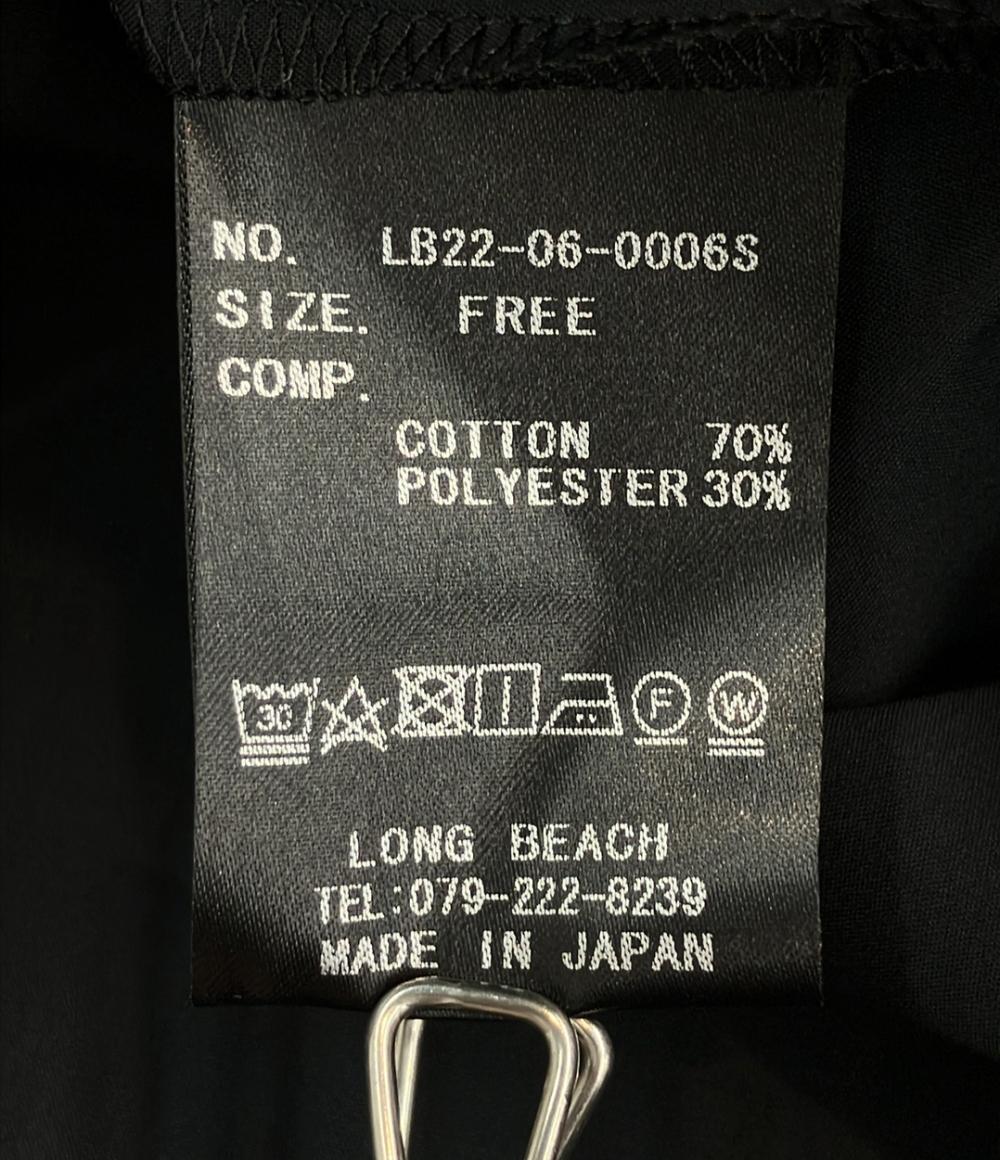 NO. LB22-06-0006S
SIZE. FREE
COMP.
COTTON 70%
POLYESTER 30%
30 F W
LONG BEACH
TEL:079-222-8239
MADE IN JAPAN